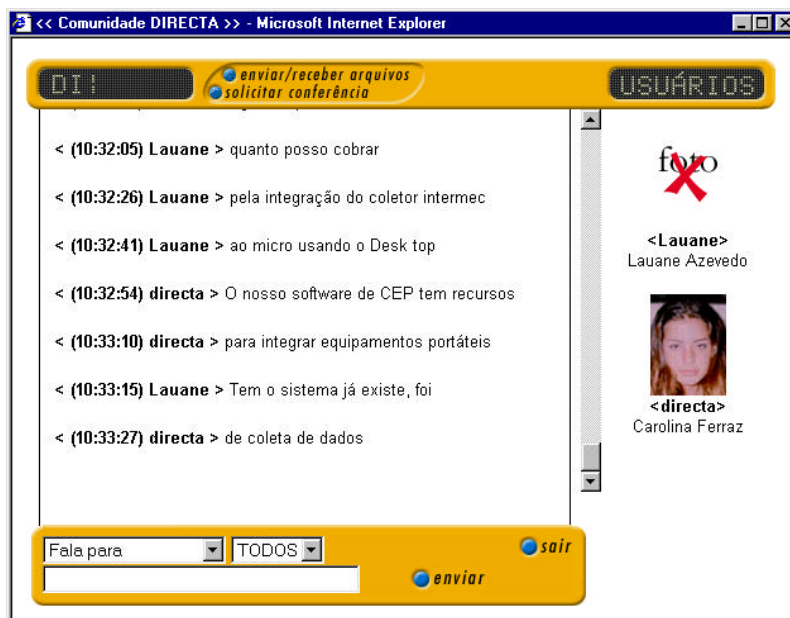 << Comunidade DIRECTA >> - Microsoft Internet Explorer
enviar/receber arquivos
solicitar conferência
USUÁRIOS
< (10:32:05) Lauane > quanto posso cobrar
< (10:32:26) Lauane > pela integração do coletor intermec
< (10:32:41) Lauane > ao micro usando o Desk top
< (10:32:54) directa > O nosso software de CEP tem recursos
< (10:33:10) directa > para integrar equipamentos portáteis
< (10:33:15) Lauane > Tem o sistema já existe, foi
< (10:33:27) directa > de coleta de dados
foto
<Lauane>
Lauane Azevedo
<directa>
Carolina Ferraz
Fala para
TODOS
sair
enviar